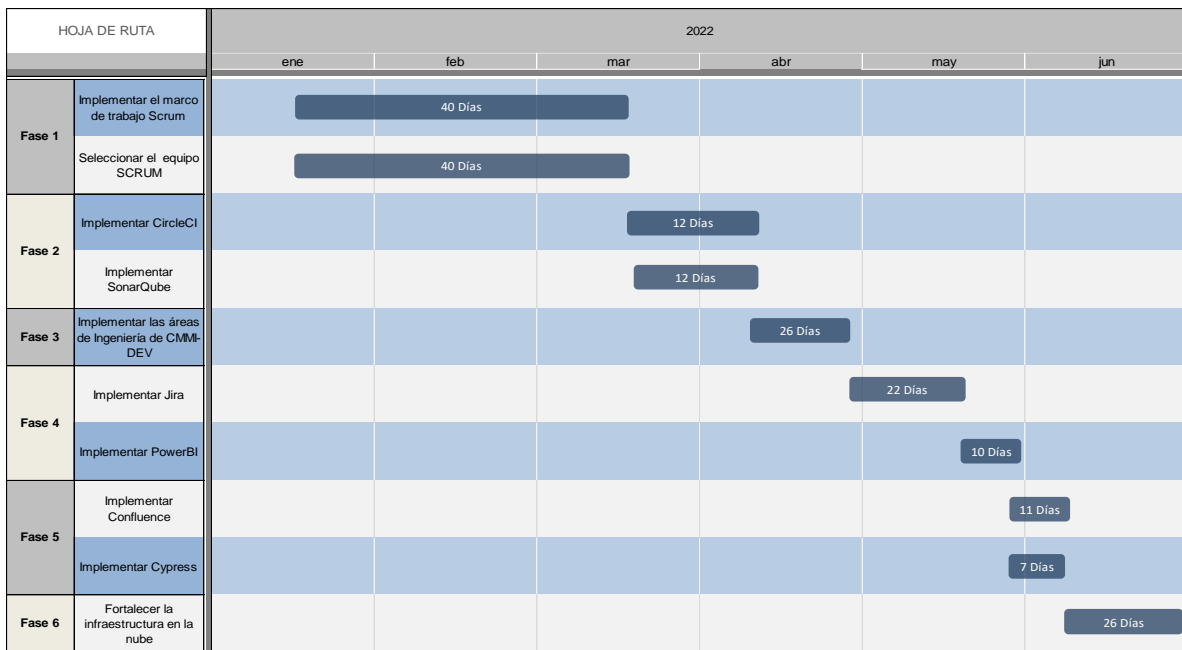 HOJA DE RUTA
2022
ene feb mar abr may jun
Fase 1
Implementar el marco
de trabajo Scrum
40 Días
Seleccionar el equipo
SCRUM
40 Días
Fase 2
Implementar CircleCI
12 Días
Implementar
SonarQube
12 Días
Fase 3
Implementar las áreas
de Ingeniería de CMMI-
DEV
26 Días
Fase 4
Implementar Jira
22 Días
Implementar PowerBI
10 Días
Fase 5
Implementar
Confluence
11 Días
Implementar Cypress
7 Días
Fase 6
Fortalecer la
infraestructura en la
nube
26 Días